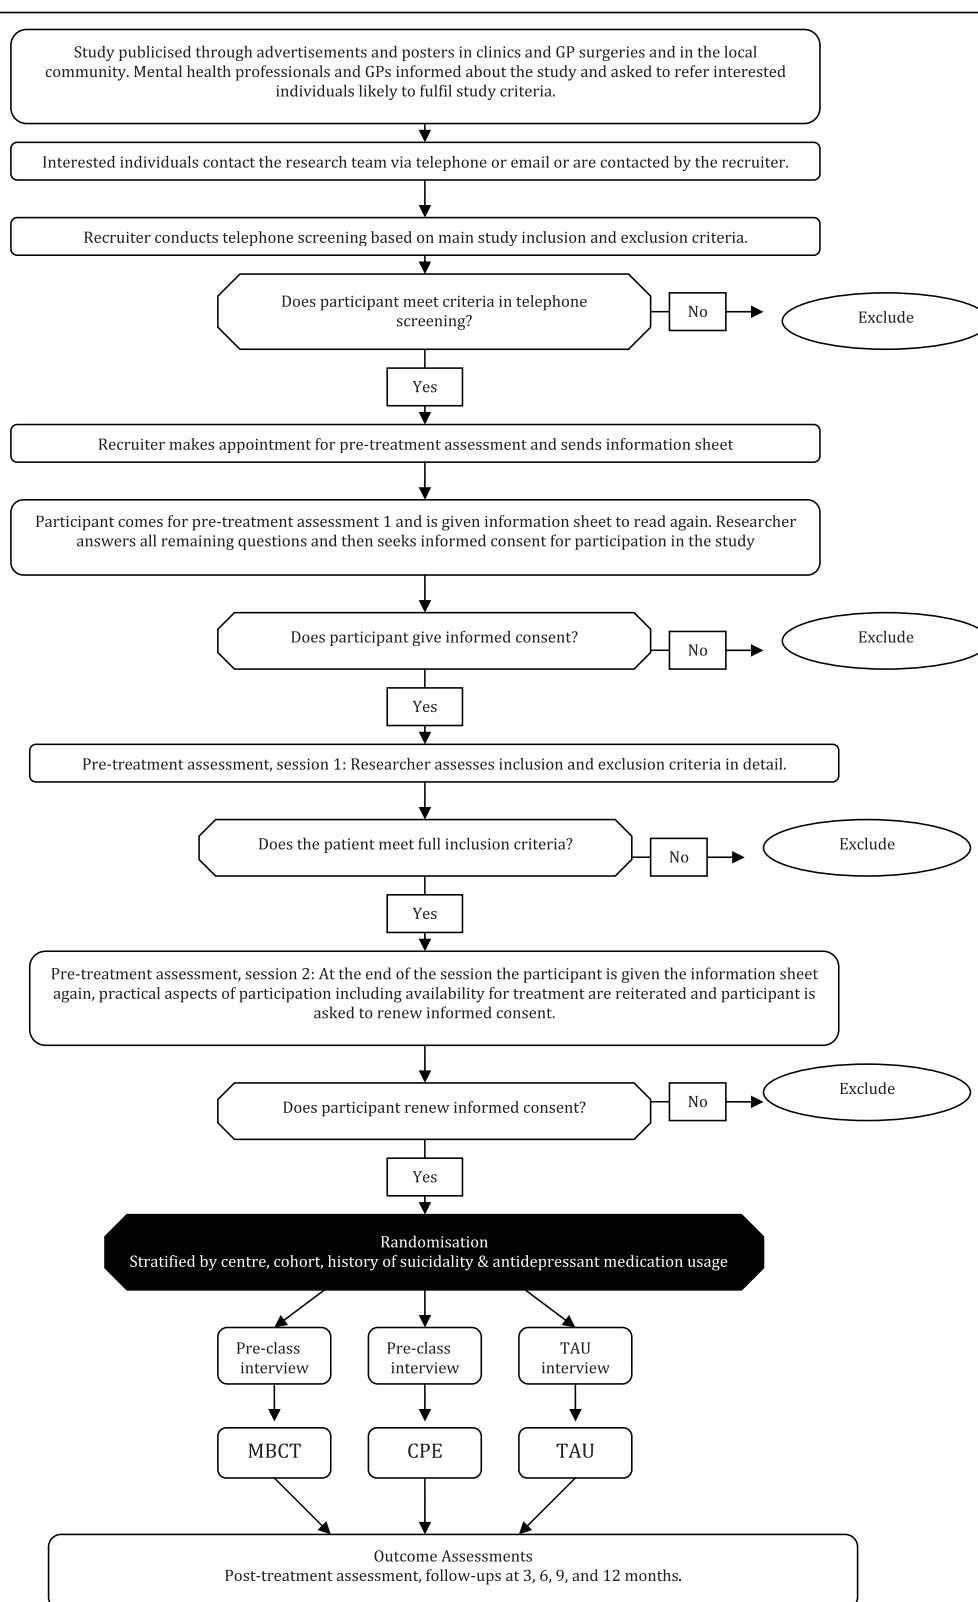 Study publicised through advertisements and posters in clinics and GP surgeries and in the local
community. Mental health professionals and GPs informed about the study and asked to refer interested
individuals likely to fulfil study criteria.
Interested individuals contact the research team via telephone or email or are contacted by the recruiter.
Recruiter conducts telephone screening based on main study inclusion and exclusion criteria.
Does participant meet criteria in telephone
screening?
No
Exclude
Yes
Recruiter makes appointment for pre-treatment assessment and sends information sheet
Participant comes for pre-treatment assessment 1 and is given information sheet to read again. Researcher
answers all remaining questions and then seeks informed consent for participation in the study
Does participant give informed consent?
No
Exclude
Yes
Pre-treatment assessment, session 1: Researcher assesses inclusion and exclusion criteria in detail.
Does the patient meet full inclusion criteria?
No
Exclude
Yes
Pre-treatment assessment, session 2: At the end of the session the participant is given the information sheet
again, practical aspects of participation including availability for treatment are reiterated and participant is
asked to renew informed consent.
Does participant renew informed consent?
No
Exclude
Yes
Randomisation
Stratified by centre, cohort, history of suicidality & antidepressant medication usage
Pre-class
interview
Pre-class
interview
TAU
interview
MBCT
CPE
TAU
Outcome Assessments
Post-treatment assessment, follow-ups at 3, 6, 9, and 12 months.